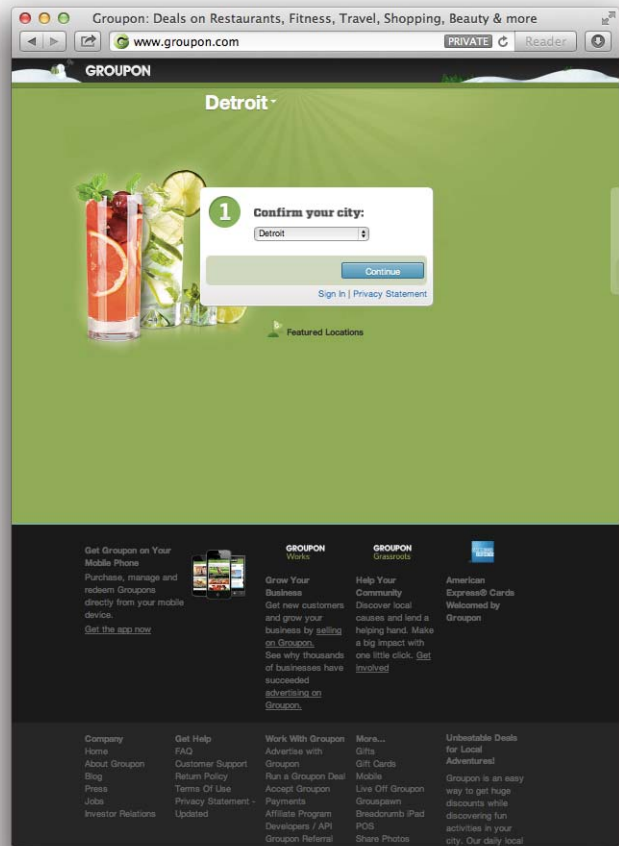 Groupon: Deals on Restaurants, Fitness, Travel, Shopping, Beauty & more
www.groupon.com
PRIVATE
Reader
GROUPON
Detroit
1
Confirm your city:
Detroit
Continue
Sign In | Privacy Statement
Featured Locations
Get Groupon on Your
Mobile Phone
Purchase, manage and
redeem Groupons
directly from your mobile
device.
Get the app now
GROUPON
Works
Grow Your
Business
Get new customers
and grow your
business by selling
on Groupon.
See why thousands
of businesses have
succeeded
advertising on
Groupon.
GROUPON
Grassroots
Help Your
Community
Discover local
causes and lend a
helping hand. Make
a big impact with
one little click. Get
involved
American
Express® Cards
Welcomed by
Groupon
Company
Home
About Groupon
Blog
Press
Jobs
Investor Relations
Get Help
FAQ
Customer Support
Return Policy
Terms Of Use
Privacy Statement -
Updated
Work With Groupon
Advertise with
Groupon
Run a Groupon Deal
Accept Groupon
Payments
Affiliate Program
Developers / API
Groupon Referral
More...
Gifts
Gift Cards
Mobile
Live Off Groupon
Grouspawn
Breadcrumb iPad
POS
Share Photos
Unbeatable Deals
for Local
Adventures!
Groupon is an easy
way to get huge
discounts while
discovering fun
activities in your
city. Our daily local